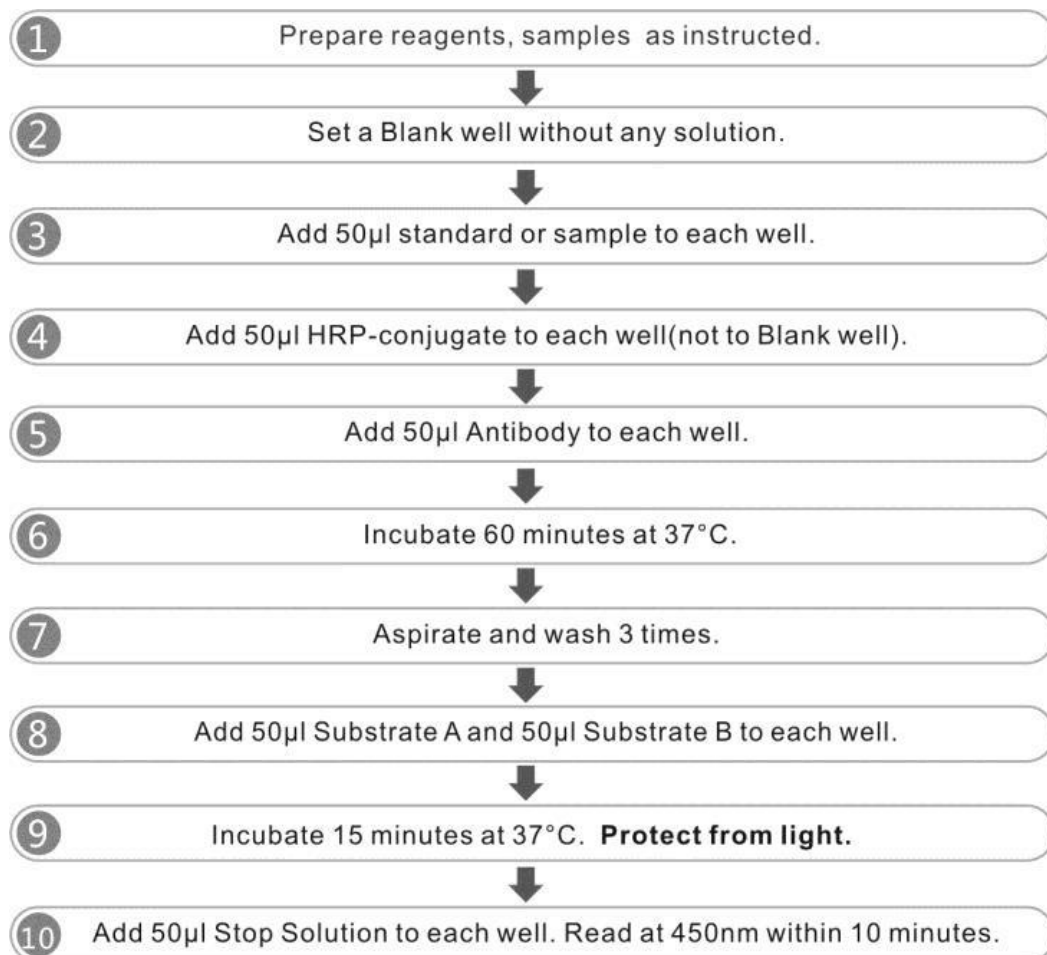 1 Prepare reagents, samples as instructed.
2 Set a Blank well without any solution.
3 Add 50µl standard or sample to each well.
4 Add 50µl HRP-conjugate to each well(not to Blank well).
5 Add 50µl Antibody to each well.
6 Incubate 60 minutes at 37°C.
7 Aspirate and wash 3 times.
8 Add 50µl Substrate A and 50µl Substrate B to each well.
9 Incubate 15 minutes at 37°C. Protect from light.
10 Add 50µl Stop Solution to each well. Read at 450nm within 10 minutes.